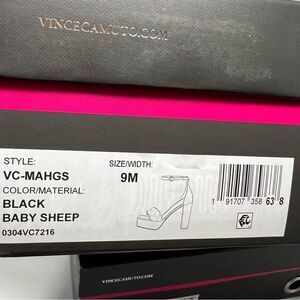 VINCECAMUTO.COM
STYLE:
VC-MAHGS
SIZE/WIDTH:
9M
COLOR/MATERIAL:
BLACK
BABY SHEEP
0304VC7216
1 91707 358 63 8
VINCECAMUTO.COM